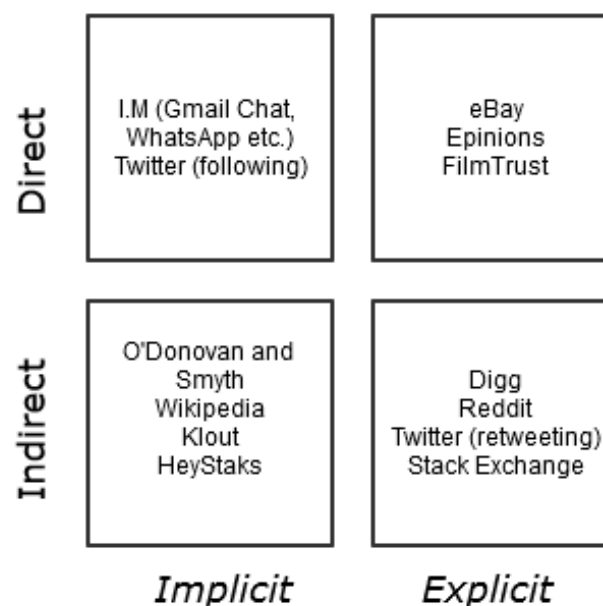 Direct
I.M (Gmail Chat,
WhatsApp etc.)
Twitter (following)
eBay
Epinions
FilmTrust
Indirect
O'Donovan and
Smyth
Wikipedia
Klout
HeyStaks
Digg
Reddit
Twitter (retweeting)
Stack Exchange
Implicit
Explicit